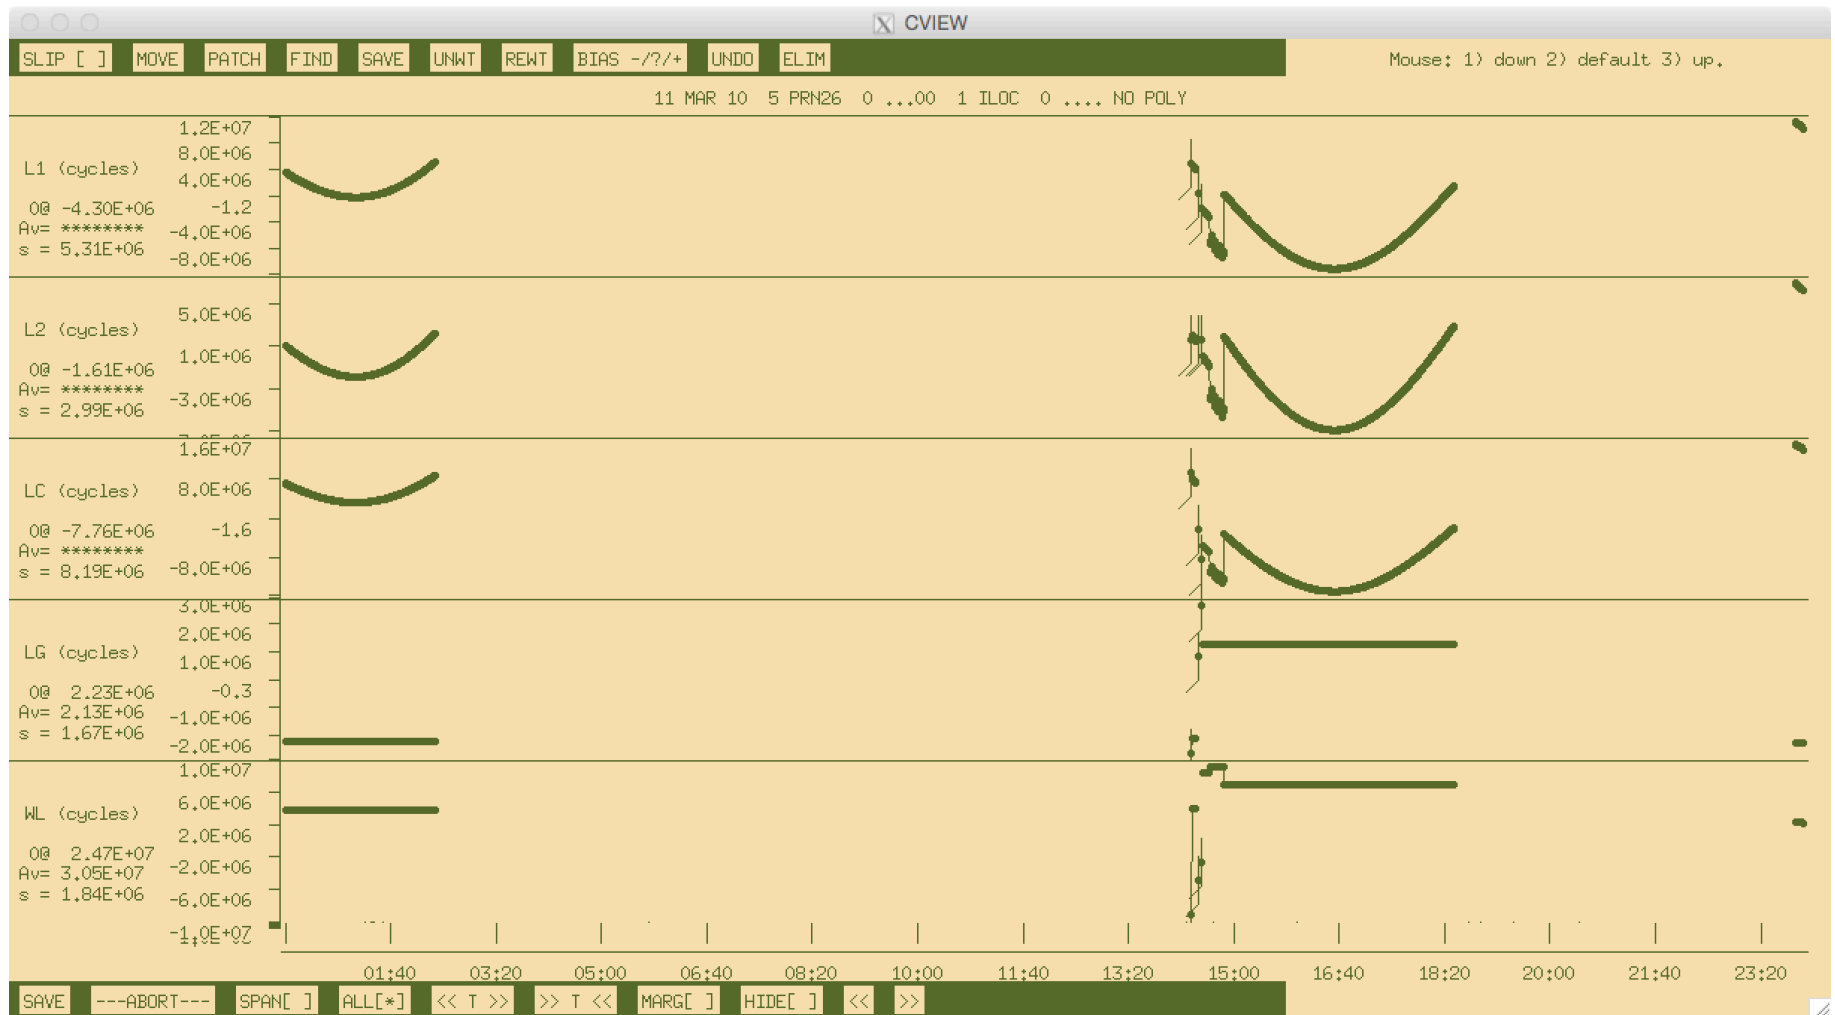 CVIEW
SLIP [ ] MOVE PATCH FIND SAVE UNWT REWT BIAS -/?/+ UNDO ELIM Mouse: 1) down 2) default 3) up.
11 MAR 10 5 PRN26 0 ...00 1 ILOC 0 .... NO POLY
1.2E+07
8.0E+06
L1 (cycles)
4.0E+06
0@ -4.30E+06
-1.2
Av= ********
-4.0E+06
s = 5.31E+06
-8.0E+06
5.0E+06
L2 (cycles)
1.0E+06
0@ -1.61E+06
Av= ********
-3.0E+06
s = 2.99E+06
1.6E+07
LC (cycles)
8.0E+06
0@ -7.76E+06
-1.6
Av= ********
s = 8.19E+06
-8.0E+06
3.0E+06
2.0E+06
LG (cycles)
1.0E+06
0@ 2.23E+06
-0.3
Av= 2.13E+06
-1.0E+06
s = 1.67E+06
-2.0E+06
1.0E+07
6.0E+06
WL (cycles)
2.0E+06
0@ 2.47E+07
-2.0E+06
Av= 3.05E+07
s = 1.84E+06
-6.0E+06
-1.0E+07
01:40 03:20 05:00 06:40 08:20 10:00 11:40 13:20 15:00 16:40 18:20 20:00 21:40 23:20
SAVE ---ABORT--- SPAN[ ] ALL[*] << T >> >> T << MARG[ ] HIDE[ ] << >>